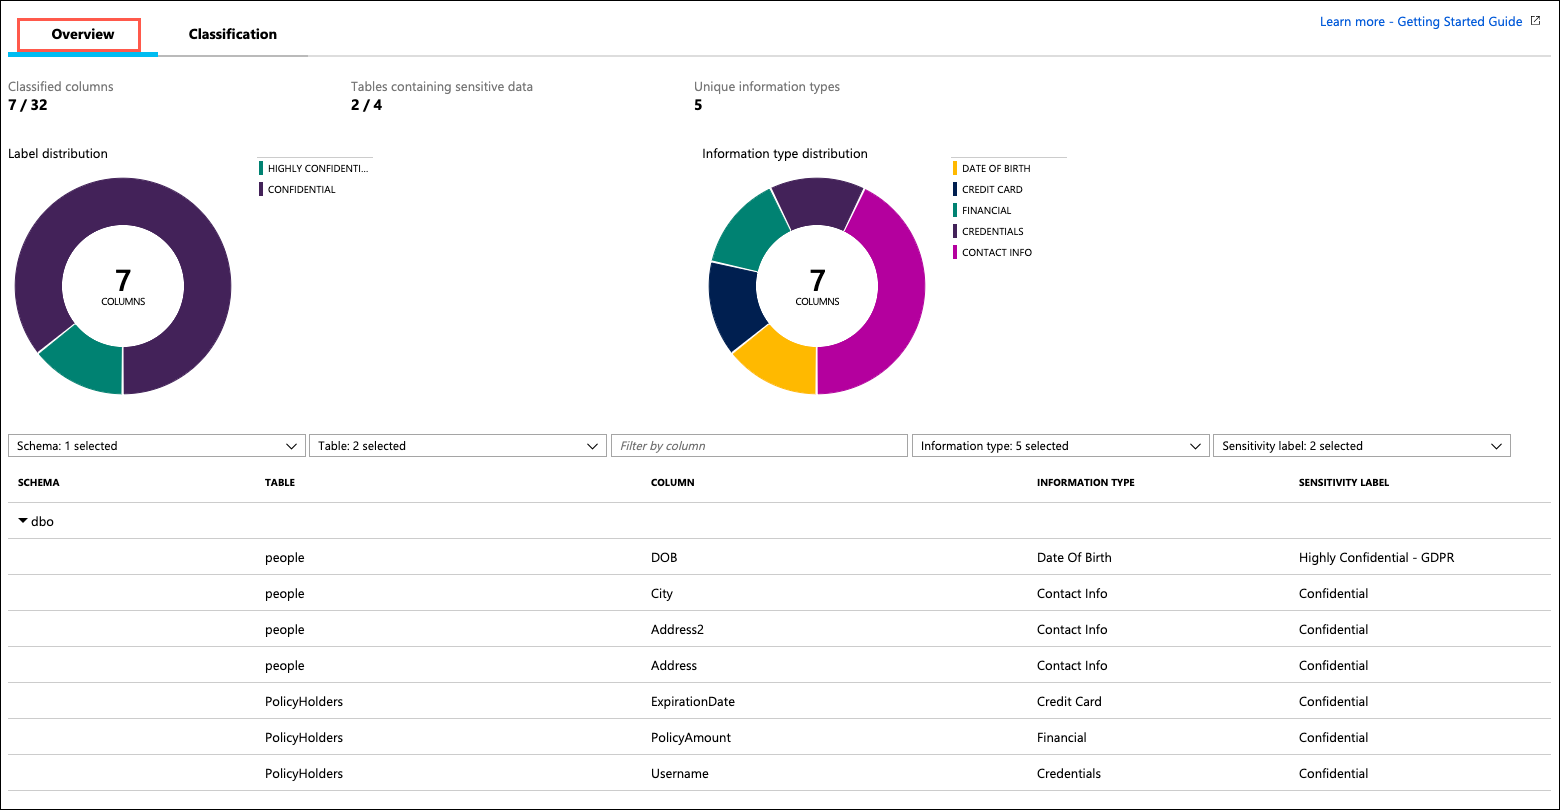 Overview
Classification
Learn more - Getting Started Guide
Classified columns
7 / 32
Tables containing sensitive data
2 / 4
Unique information types
5
Label distribution
HIGHLY CONFIDENTI...
CONFIDENTIAL
7
COLUMNS
Information type distribution
DATE OF BIRTH
CREDIT CARD
FINANCIAL
CREDENTIALS
CONTACT INFO
7
COLUMNS
Schema: 1 selected
Table: 2 selected
Filter by column
Information type: 5 selected
Sensitivity label: 2 selected
SCHEMA TABLE COLUMN INFORMATION TYPE SENSITIVITY LABEL
dbo
people DOB Date Of Birth Highly Confidential - GDPR
people City Contact Info Confidential
people Address2 Contact Info Confidential
people Address Contact Info Confidential
PolicyHolders ExpirationDate Credit Card Confidential
PolicyHolders PolicyAmount Financial Confidential
PolicyHolders Username Credentials Confidential